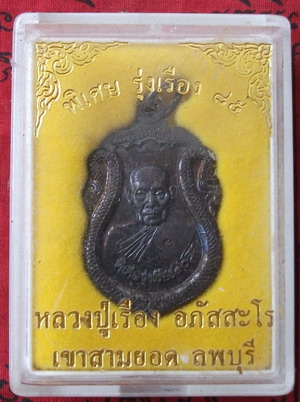 พิเศษ รุ่งเรือง ๘๕
หลวงปู่เรือง อภัสสะโร
เขาสามยอด ลพบุรี